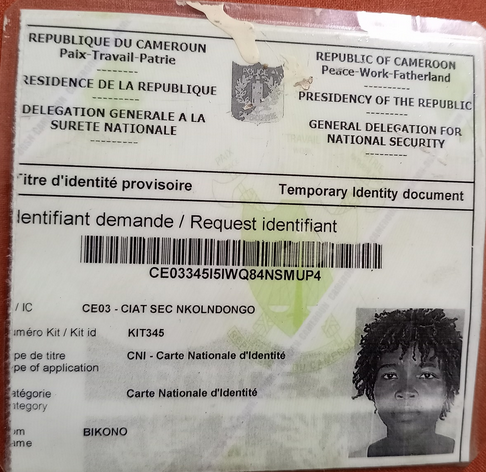 REPUBLIQUE DU CAMEROUN
Paix-Travail-Patrie
---------
RESIDENCE DE LA REPUBLIQUE
---------
DELEGATION GENERALE A LA
SURETE NATIONALE
---------
REPUBLIC OF CAMEROON
Peace-Work-Fatherland
---------
PRESIDENCY OF THE REPUBLIC
---------
GENERAL DELEGATION FOR
NATIONAL SECURITY
---------
itre d'identité provisoire
Temporary Identity document
dentifiant demande / Request identifiant
CE03345I5IWQ84NSMUP4
/ IC CE03 - CIAT SEC NKOLNDONGO
uméro Kit / Kit id KIT345
pe de titre CNI - Carte Nationale d'Identité
pe of application
atégorie Carte Nationale d'Identité
ategory
m BIKONO
ame